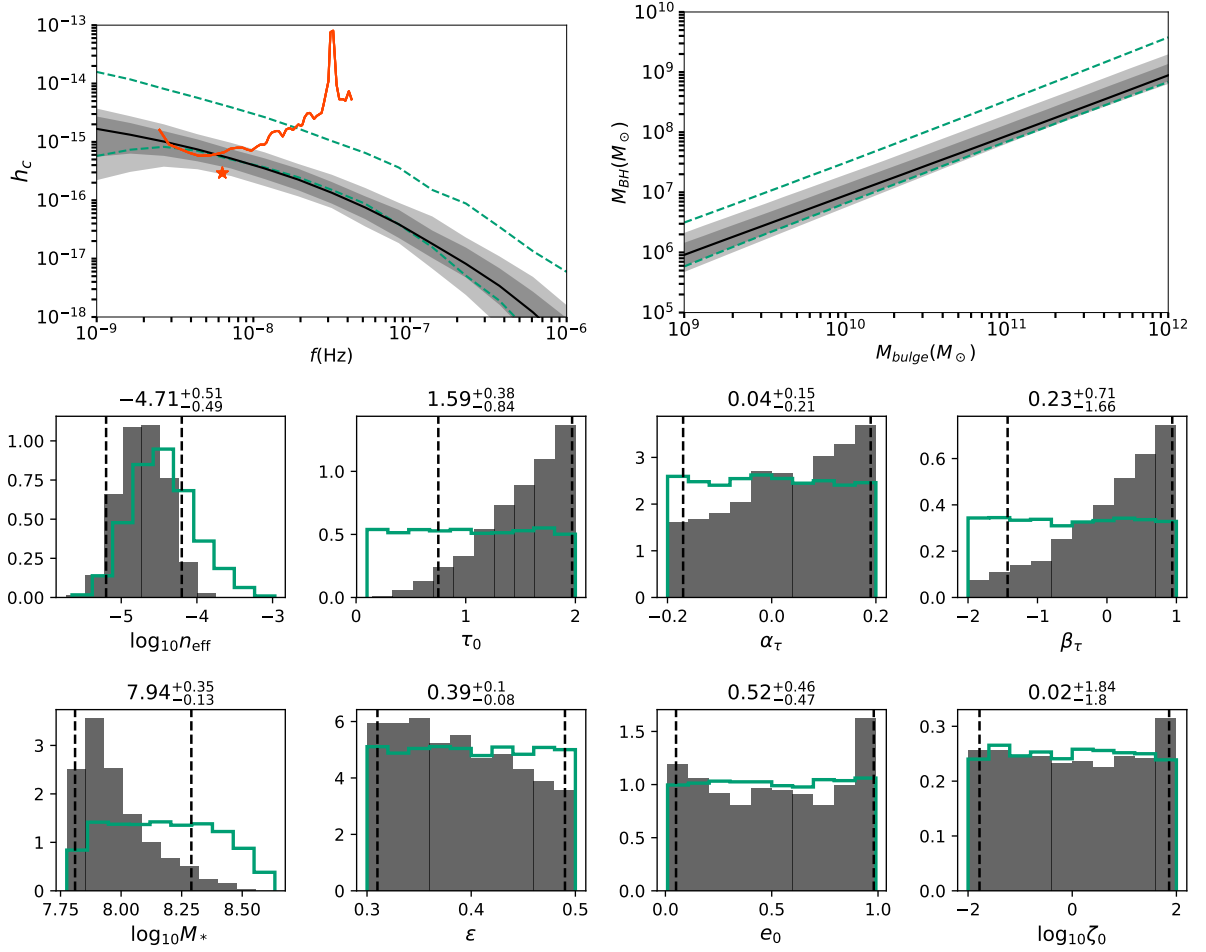 10⁻¹³
10⁻¹⁴
10⁻¹⁵
10⁻¹⁶
10⁻¹⁷
10⁻¹⁸
h_c
10⁻⁹ 10⁻⁸ 10⁻⁷ 10⁻⁶
f(Hz)
10¹⁰
10⁹
10⁸
10⁷
10⁶
10⁵
M_BH(M_⊙)
10⁹ 10¹⁰ 10¹¹ 10¹²
M_bulge(M_⊙)
−4.71^{+0.51}_{−0.49}
1.00
0.75
0.50
0.25
0.00
−5 −4 −3
log₁₀n_eff
1.59^{+0.38}_{−0.84}
1.0
0.5
0.0
0 1 2
τ₀
0.04^{+0.15}_{−0.21}
3
2
1
0
−0.2 0.0 0.2
α_τ
0.23^{+0.71}_{−1.66}
0.6
0.4
0.2
0.0
−2 −1 0 1
β_τ
7.94^{+0.35}_{−0.13}
3
2
1
0
7.75 8.00 8.25 8.50
log₁₀M_*
0.39^{+0.1}_{−0.08}
6
4
2
0
0.3 0.4 0.5
ε
0.52^{+0.46}_{−0.47}
1.5
1.0
0.5
0.0
0.0 0.5 1.0
e₀
0.02^{+1.84}_{−1.8}
0.3
0.2
0.1
0.0
−2 0 2
log₁₀ζ₀